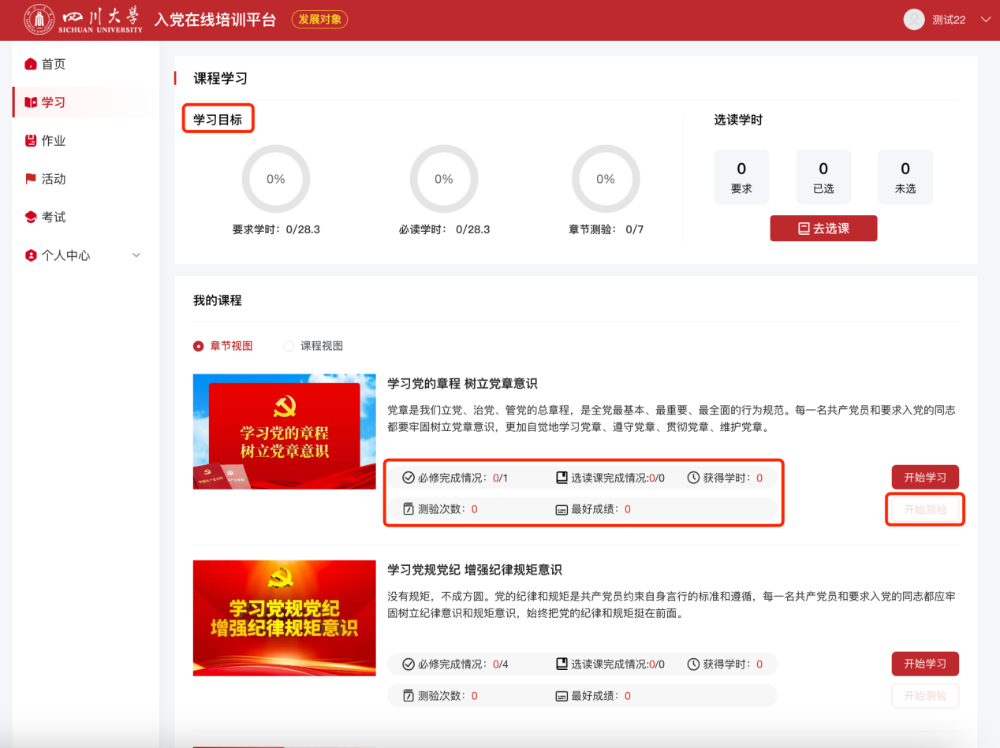 四川大学
SICHUAN UNIVERSITY
入党在线培训平台
发展对象
测试22
首页
学习
作业
活动
考试
个人中心
课程学习
学习目标
0%
0%
0%
要求学时：0/28.3
必读学时： 0/28.3
章节测验： 0/7
选读学时
0
要求
0
已选
0
未选
去选课
我的课程
章节视图
课程视图
学习党的章程
树立党章意识
学习党的章程 树立党章意识
党章是我们立党、治党、管党的总章程，是全党最基本、最重要、最全面的行为规范。每一名共产党员和要求入党的同志
都要牢固树立党章意识，更加自觉地学习党章、遵守党章、贯彻党章、维护党章。
必修完成情况：0/1
选读课完成情况:0/0
获得学时：0
测验次数：0
最好成绩：0
开始学习
开始测验
学习党规党纪
增强纪律规矩意识
学习党规党纪 增强纪律规矩意识
没有规矩，不成方圆。党的纪律和规矩是共产党员约束自身言行的标准和遵循，每一名共产党员和要求入党的同志都应牢
固树立纪律意识和规矩意识，始终把党的纪律和规矩挺在前面。
必修完成情况：0/4
选读课完成情况:0/0
获得学时：0
测验次数：0
最好成绩：0
开始学习
开始测验